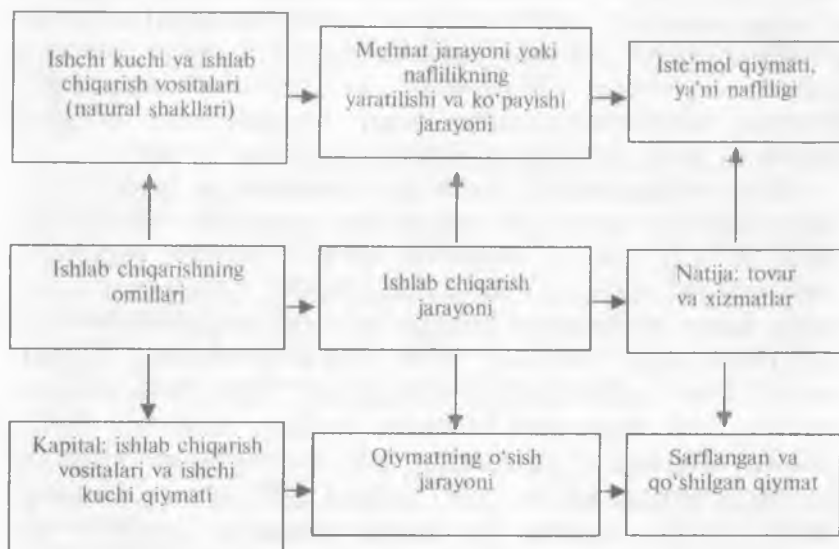 Ishchi kuchi va ishlab
chiqarish vositalari
(natural shakllari)
Mehnat jarayoni yoki
naflilikning
yaratilishi va ko‘payishi
jarayoni
Iste'mol qiymati,
ya'ni nafliligi
Ishlab chiqarishning
omillari
Ishlab chiqarish
jarayoni
Natija: tovar
va xizmatlar
Kapital: ishlab chiqarish
vositalari va ishchi
kuchi qiymati
Qiymatning o‘sish
jarayoni
Sarflangan va
qo‘shilgan qiymat